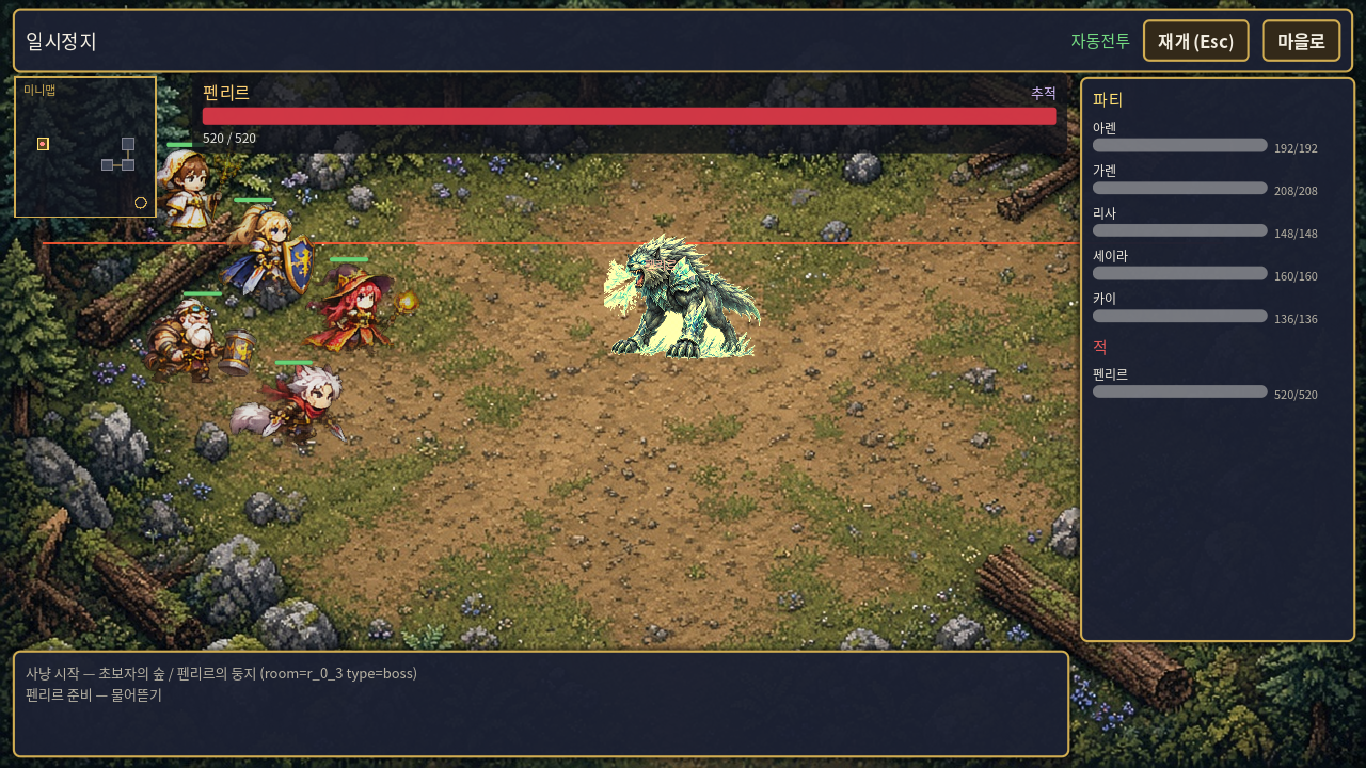 일시정지
자동전투
재개 (Esc)
마을로
미니맵
펜리르
추적
520 / 520
파티
아렌
192/192
가렌
208/208
리사
148/148
세이라
160/160
카이
136/136
적
펜리르
520/520
사냥 시작 — 초보자의 숲 / 펜리르의 둥지 (room=r_0_3 type=boss)
펜리르 준비 — 물어뜯기